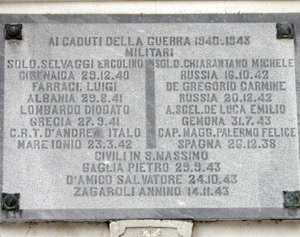 AI CADUTI DELLA GUERRA 1940-1943
MILITARI
SOLD. SELVAGGI ERCOLINO
CIRENAICA 29.12.40
FARRACI, LUIGI
ALBANIA 29.8.41
LOMBARDO DIODATO
GREGIA 27.9.41
C.R.T. D'ANDREA ITALO
MARE IONIO 23.3.42
SOLD. CHIARANTANO MICHELE
RUSSIA 16.10.42
DE GREGORIO CARMINE
RUSSIA 20.12.42
A.SCEL. DE LUCA EMILIO
GEMONA 31.7.43
CAP. MAGG. PALERMO FELICE
SPAGNA 26.12.38
CIVILI IN S. MASSIMO
GAGLIA PIETRO 29.9.43
D'AMICO SALVATORE 24.10.43
ZAGAROLI ANNINO 14.11.43